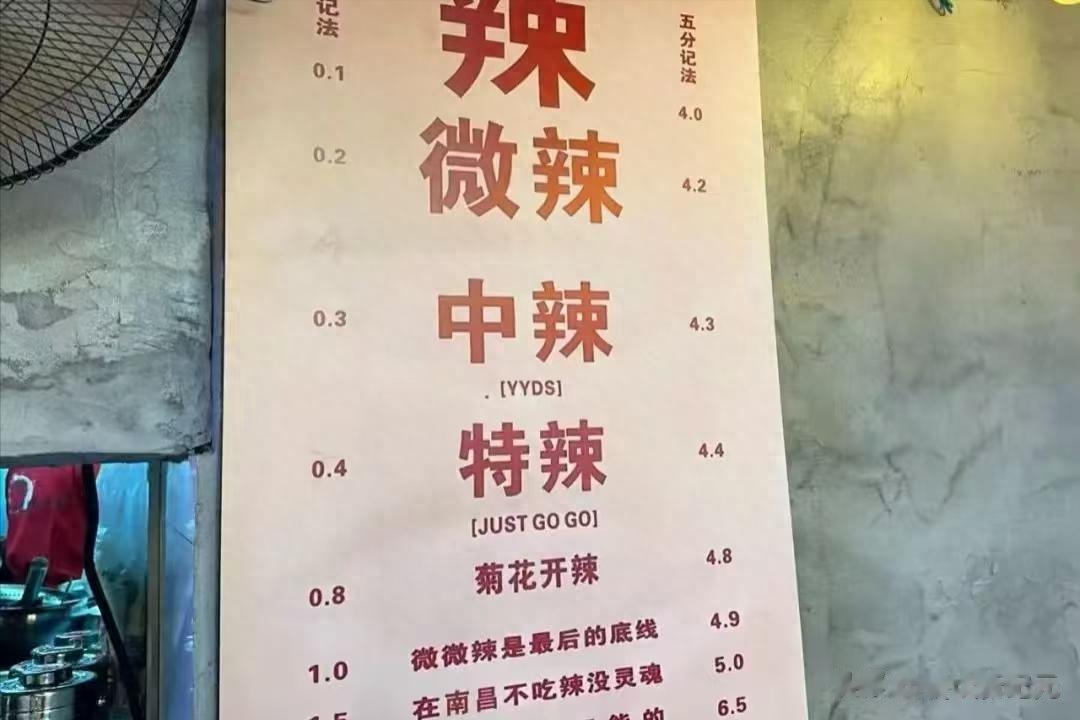 记法
五分记法
辣
0.1
4.0
0.2 微辣 4.2
0.3 中辣 4.3
[YYDS]
0.4 特辣 4.4
[JUST GO GO]
0.8 菊花开辣 4.8
1.0 微微辣是最后的底线 4.9
在南昌不吃辣没灵魂 5.0
6.5